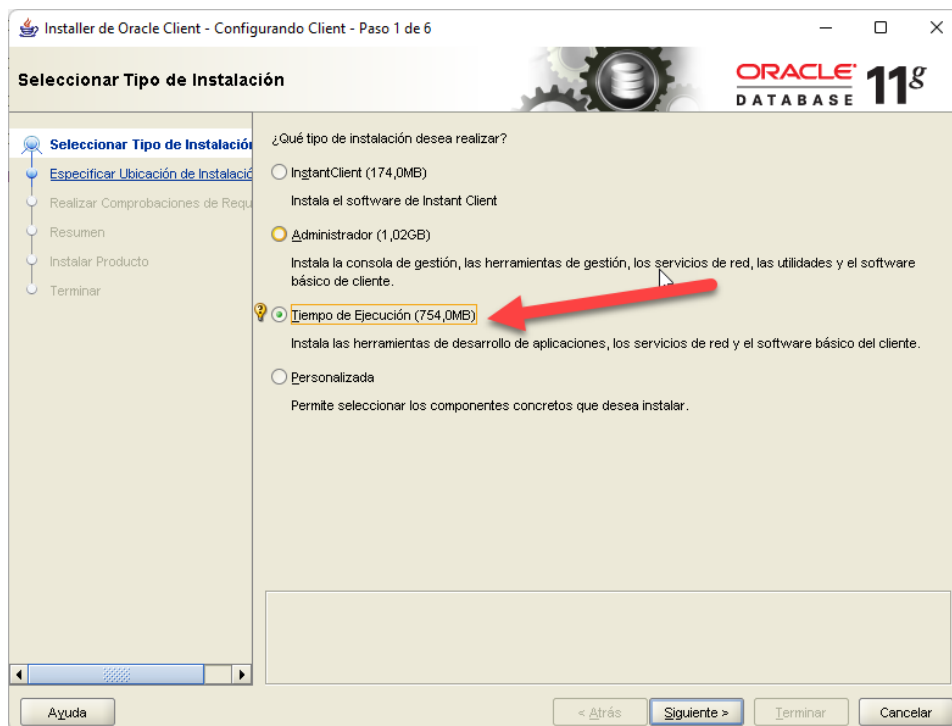 Installer de Oracle Client - Configurando Client - Paso 1 de 6
Seleccionar Tipo de Instalación
ORACLE
DATABASE
11g
Seleccionar Tipo de Instalación
Especificar Ubicación de Instalació
Realizar Comprobaciones de Requ
Resumen
Instalar Producto
Terminar
¿Qué tipo de instalación desea realizar?
InstantClient (174,0MB)
Instala el software de Instant Client
Administrador (1,02GB)
Instala la consola de gestión, las herramientas de gestión, los servicios de red, las utilidades y el software
básico de cliente.
Tiempo de Ejecución (754,0MB)
Instala las herramientas de desarrollo de aplicaciones, los servicios de red y el software básico del cliente.
Personalizada
Permite seleccionar los componentes concretos que desea instalar.
Ayuda
< Atrás
Siguiente >
Terminar
Cancelar